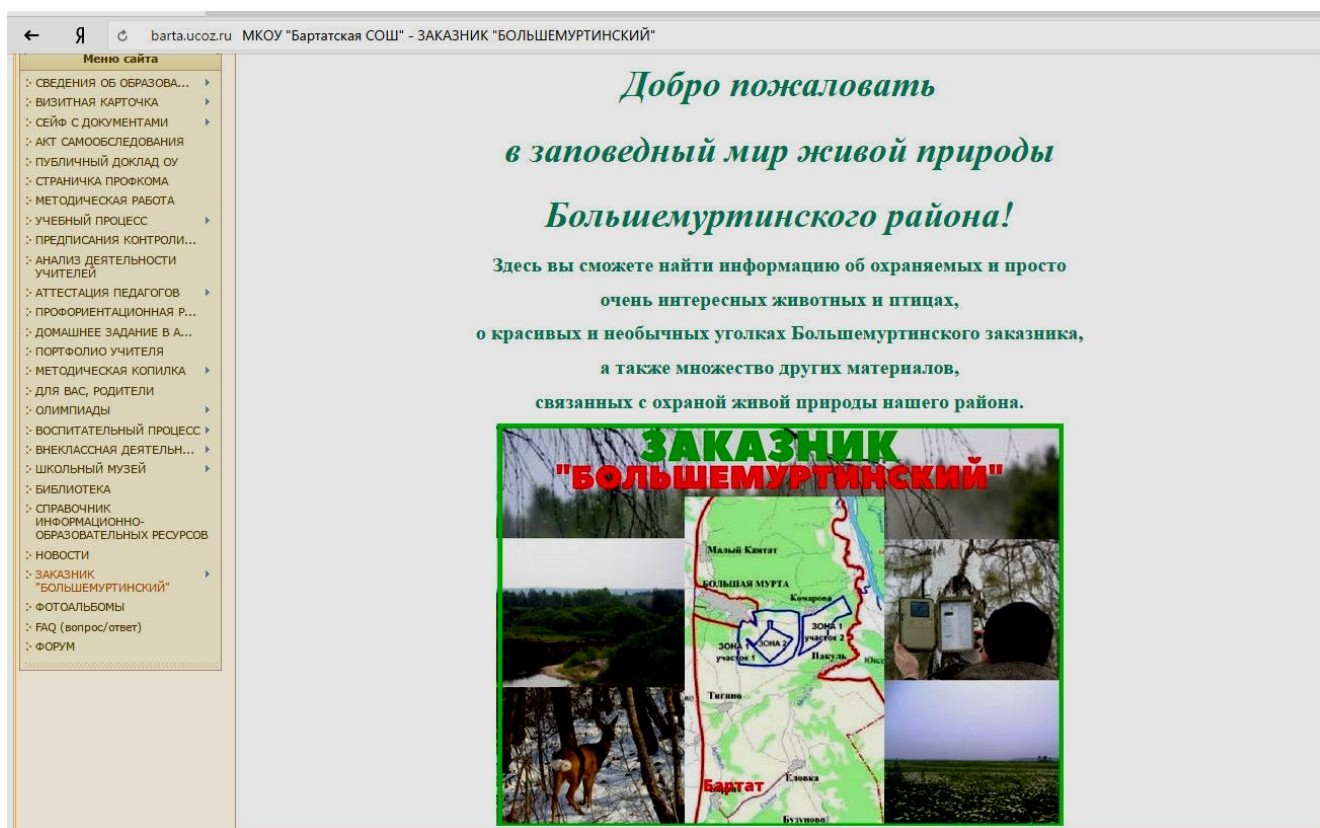 Я barta.ucoz.ru МКОУ "Бартатская СОШ" - ЗАКАЗНИК "БОЛЬШЕМУРТИНСКИЙ"
Меню сайта
СВЕДЕНИЯ ОБ ОБРАЗОВА...
ВИЗИТНАЯ КАРТОЧКА
СЕЙФ С ДОКУМЕНТАМИ
АКТ САМООБСЛЕДОВАНИЯ
ПУБЛИЧНЫЙ ДОКЛАД ОУ
СТРАНИЧКА ПРОФКОМА
МЕТОДИЧЕСКАЯ РАБОТА
УЧЕБНЫЙ ПРОЦЕСС
ПРЕДПИСАНИЯ КОНТРОЛИ...
АНАЛИЗ ДЕЯТЕЛЬНОСТИ
УЧИТЕЛЕЙ
АТТЕСТАЦИЯ ПЕДАГОГОВ
ПРОФОРИЕНТАЦИОННАЯ Р...
ДОМАШНЕЕ ЗАДАНИЕ В А...
ПОРТФОЛИО УЧИТЕЛЯ
МЕТОДИЧЕСКАЯ КОПИЛКА
ДЛЯ ВАС, РОДИТЕЛИ
ОЛИМПИАДЫ
ВОСПИТАТЕЛЬНЫЙ ПРОЦЕСС
ВНЕКЛАССНАЯ ДЕЯТЕЛЬН...
ШКОЛЬНЫЙ МУЗЕЙ
БИБЛИОТЕКА
СПРАВОЧНИК
ИНФОРМАЦИОННО-
ОБРАЗОВАТЕЛЬНЫХ РЕСУРСОВ
НОВОСТИ
ЗАКАЗНИК
"БОЛЬШЕМУРТИНСКИЙ"
ФОТОАЛЬБОМЫ
FAQ (вопрос/ответ)
ФОРУМ
Добро пожаловать
в заповедный мир живой природы
Большемуртинского района!
Здесь вы сможете найти информацию об охраняемых и просто
очень интересных животных и птицах,
о красивых и необычных уголках Большемуртинского заказника,
а также множество других материалов,
связанных с охраной живой природы нашего района.
ЗАКАЗНИК
"БОЛЬШЕМУРТИНСКИЙ"
Малый Кантат
БОЛЬШАЯ МУРТА
Комарова
ЗОНА 1
участок 2
ЗОНА 1
участок 1
ЗОНА 2
Пакуль
Тигино
Еловка
Бартат
Бузуново